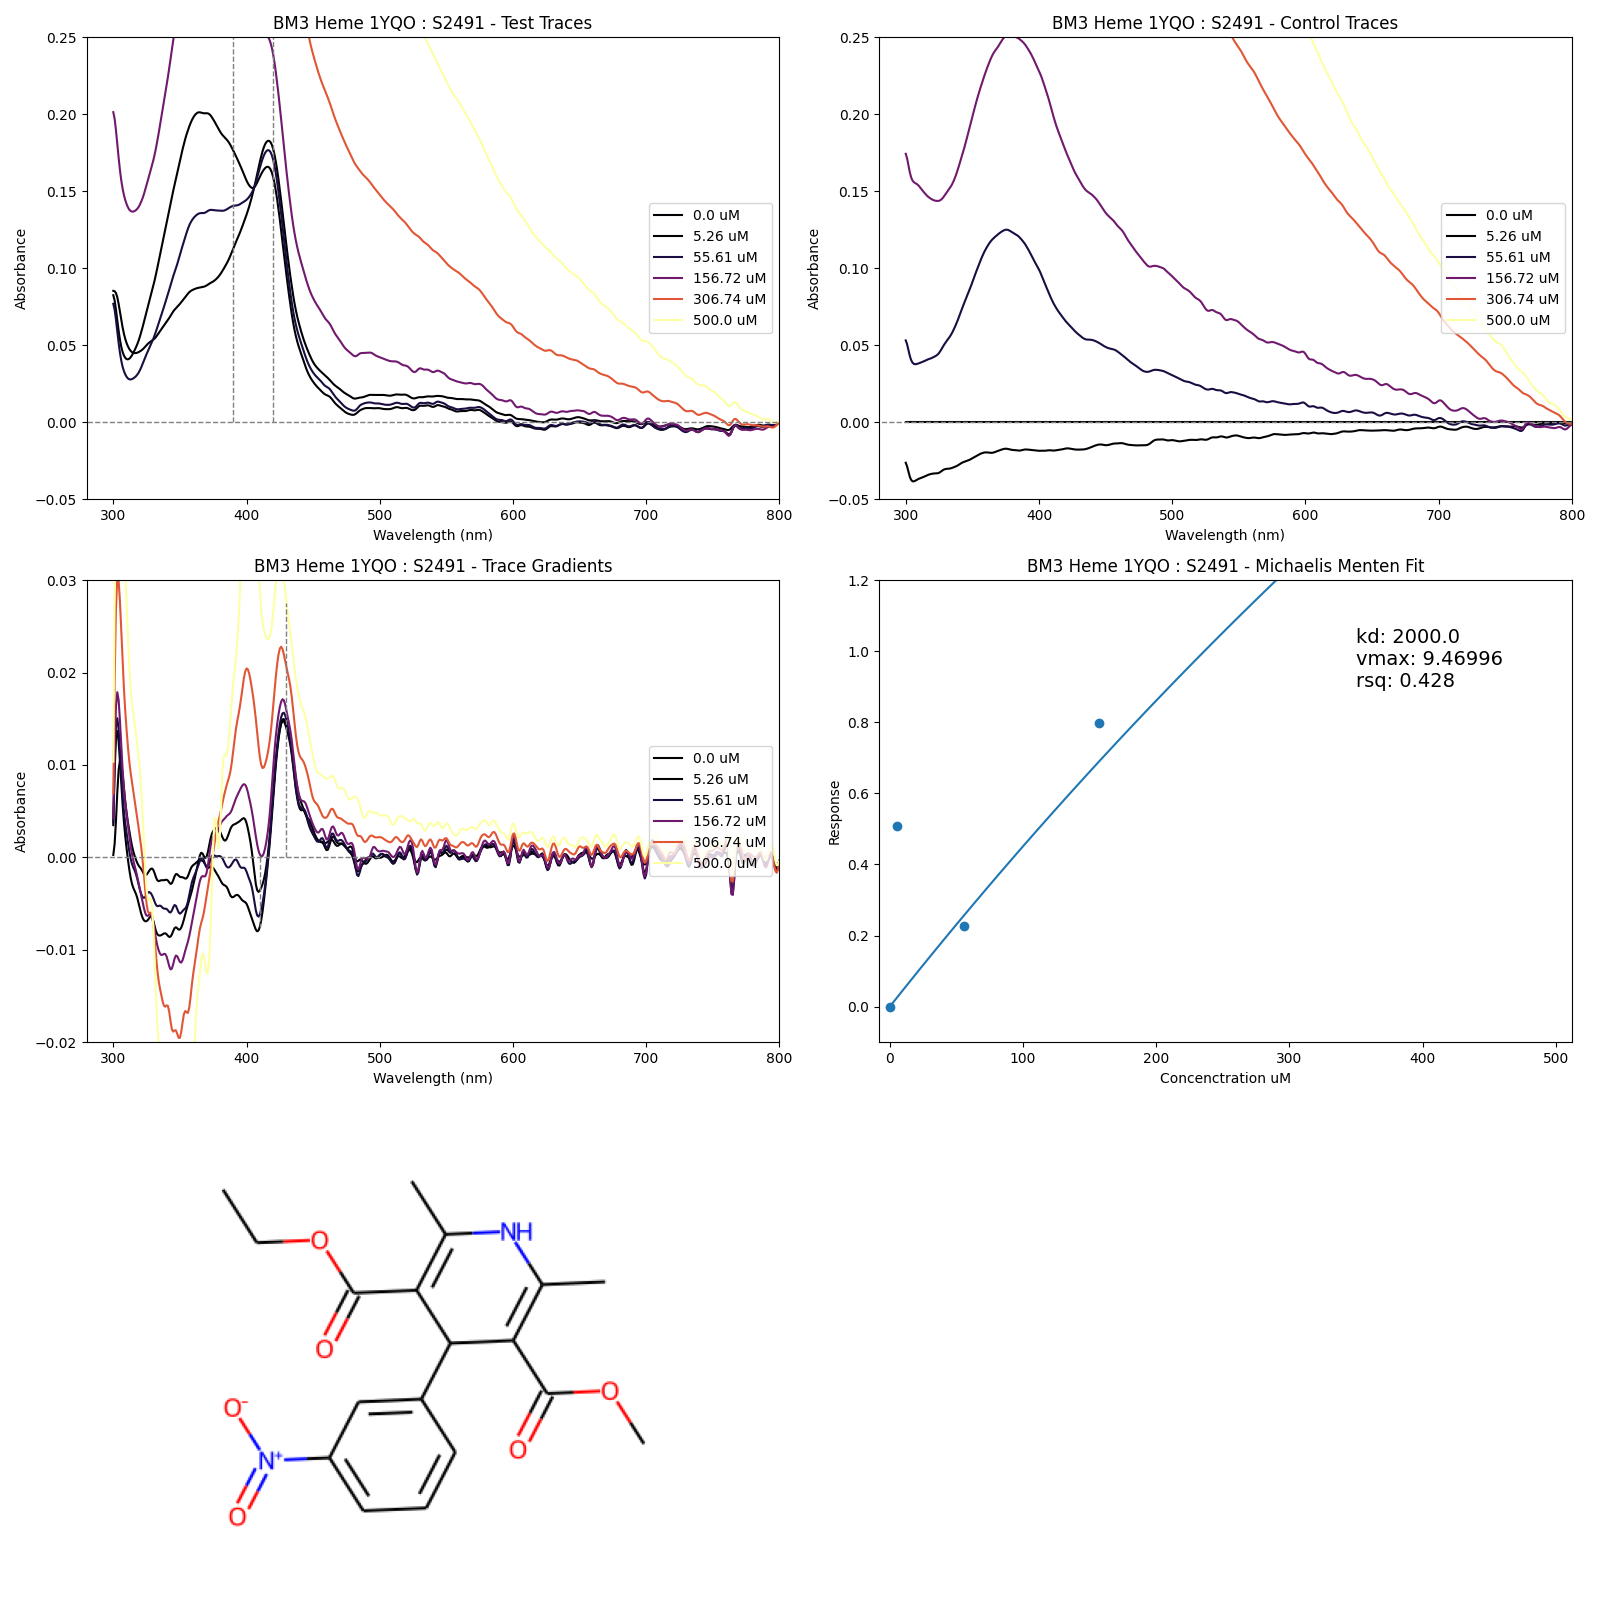 BM3 Heme 1YQO : S2491 - Test Traces
0.25
0.20
0.15
0.10
0.05
0.00
−0.05
Absorbance
300 400 500 600 700 800
Wavelength (nm)
0.0 uM
5.26 uM
55.61 uM
156.72 uM
306.74 uM
500.0 uM
BM3 Heme 1YQO : S2491 - Control Traces
0.25
0.20
0.15
0.10
0.05
0.00
−0.05
Absorbance
300 400 500 600 700 800
Wavelength (nm)
0.0 uM
5.26 uM
55.61 uM
156.72 uM
306.74 uM
500.0 uM
BM3 Heme 1YQO : S2491 - Trace Gradients
0.03
0.02
0.01
0.00
−0.01
−0.02
Absorbance
300 400 500 600 700 800
Wavelength (nm)
0.0 uM
5.26 uM
55.61 uM
156.72 uM
306.74 uM
500.0 uM
BM3 Heme 1YQO : S2491 - Michaelis Menten Fit
1.2
1.0
0.8
0.6
0.4
0.2
0.0
Response
0 100 200 300 400 500
Concenctration uM
kd: 2000.0
vmax: 9.46996
rsq: 0.428
NH
O
O
O
O
O⁻
N⁺
O